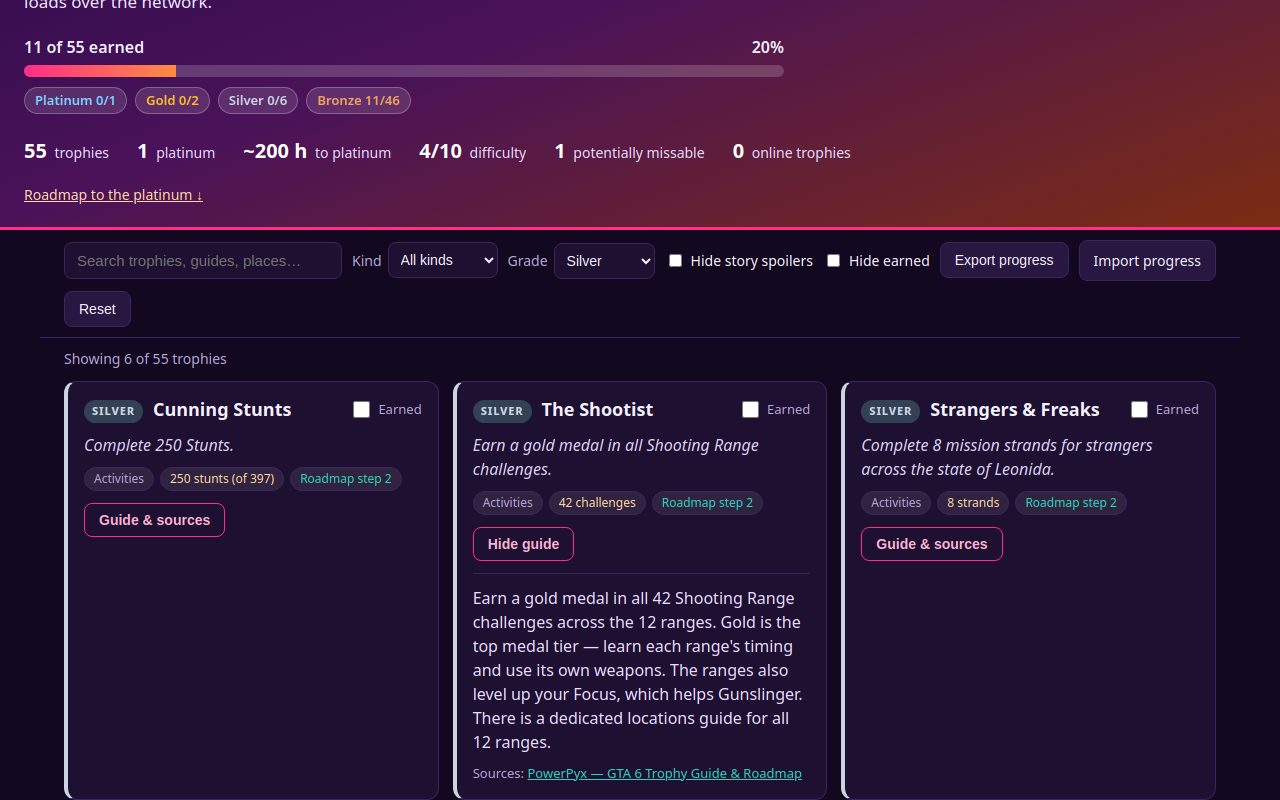 loads over the network.
11 of 55 earned 20%
Platinum 0/1 Gold 0/2 Silver 0/6 Bronze 11/46
55 trophies 1 platinum ~200 h to platinum 4/10 difficulty 1 potentially missable 0 online trophies
Roadmap to the platinum ↓
Search trophies, guides, places… Kind All kinds Grade Silver Hide story spoilers Hide earned Export progress Import progress
Reset
Showing 6 of 55 trophies
SILVER Cunning Stunts Earned
Complete 250 Stunts.
Activities 250 stunts (of 397) Roadmap step 2
Guide & sources
SILVER The Shootist Earned
Earn a gold medal in all Shooting Range
challenges.
Activities 42 challenges Roadmap step 2
Hide guide
Earn a gold medal in all 42 Shooting Range
challenges across the 12 ranges. Gold is the
top medal tier — learn each range's timing
and use its own weapons. The ranges also
level up your Focus, which helps Gunslinger.
There is a dedicated locations guide for all
12 ranges.
Sources: PowerPyx — GTA 6 Trophy Guide & Roadmap
SILVER Strangers & Freaks Earned
Complete 8 mission strands for strangers
across the state of Leonida.
Activities 8 strands Roadmap step 2
Guide & sources